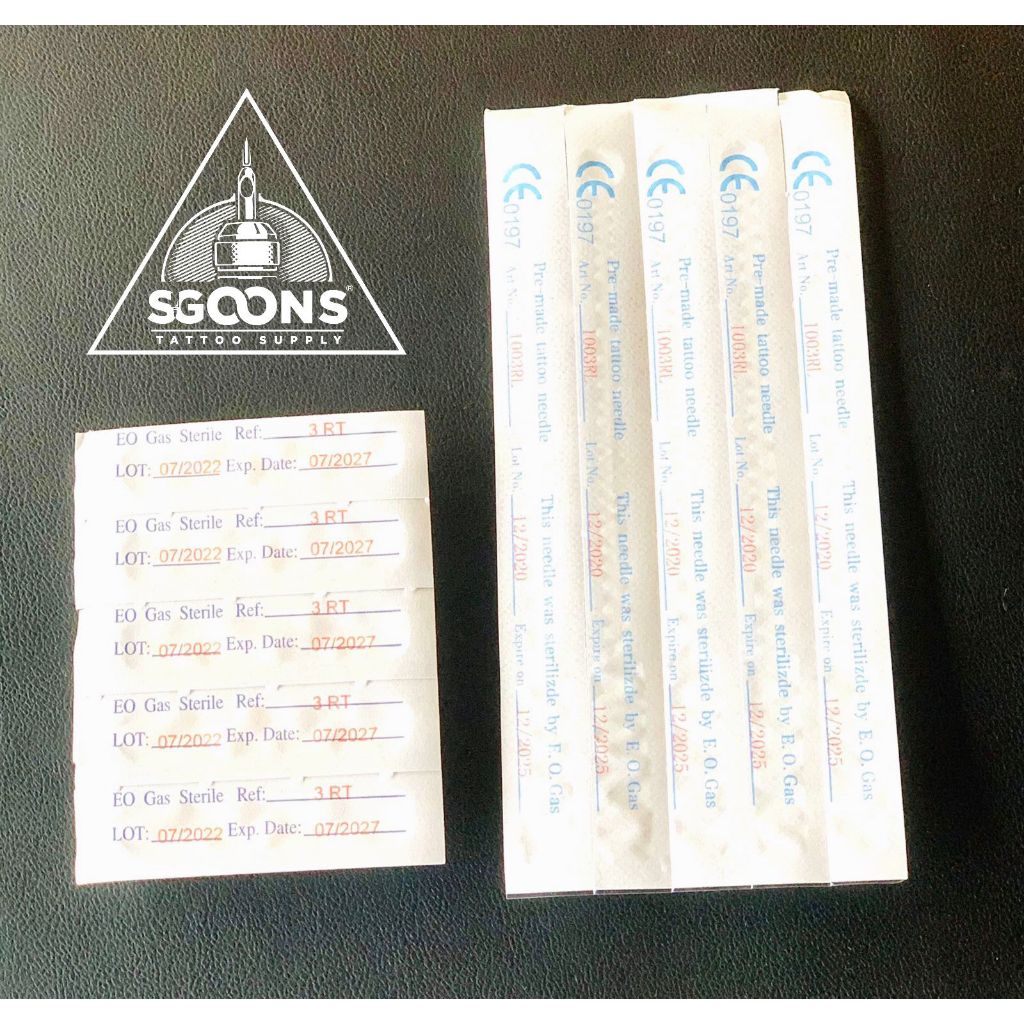 SGOONS®
TATTOO SUPPLY
EO Gas Sterile Ref: 3 RT
LOT: 07/2022 Exp. Date: 07/2027
EO Gas Sterile Ref: 3 RT
LOT: 07/2022 Exp. Date: 07/2027
EO Gas Sterile Ref: 3 RT
LOT: 07/2022 Exp. Date: 07/2027
EO Gas Sterile Ref: 3 RT
LOT: 07/2022 Exp. Date: 07/2027
EO Gas Sterile Ref: 3 RT
LOT: 07/2022 Exp. Date: 07/2027
CE0197 Pre-made tattoo needle This needle was sterilizde by E.O.Gas
Art No. 1003RL Lot No. 12/2020 Expire on 12/2025
CE0197 Pre-made tattoo needle This needle was sterilizde by E.O.Gas
Art No. 1003RL Lot No. 12/2020 Expire on 12/2025
CE0197 Pre-made tattoo needle This needle was sterilizde by E.O.Gas
Art No. 1003RL Lot No. 12/2020 Expire on 12/2025
CE0197 Pre-made tattoo needle This needle was sterilizde by E.O.Gas
Art No. 1003RL Lot No. 12/2020 Expire on 12/2025
CE0197 Pre-made tattoo needle This needle was sterilizde by E.O.Gas
Art No. 1003RL Lot No. 12/2020 Expire on 12/2025